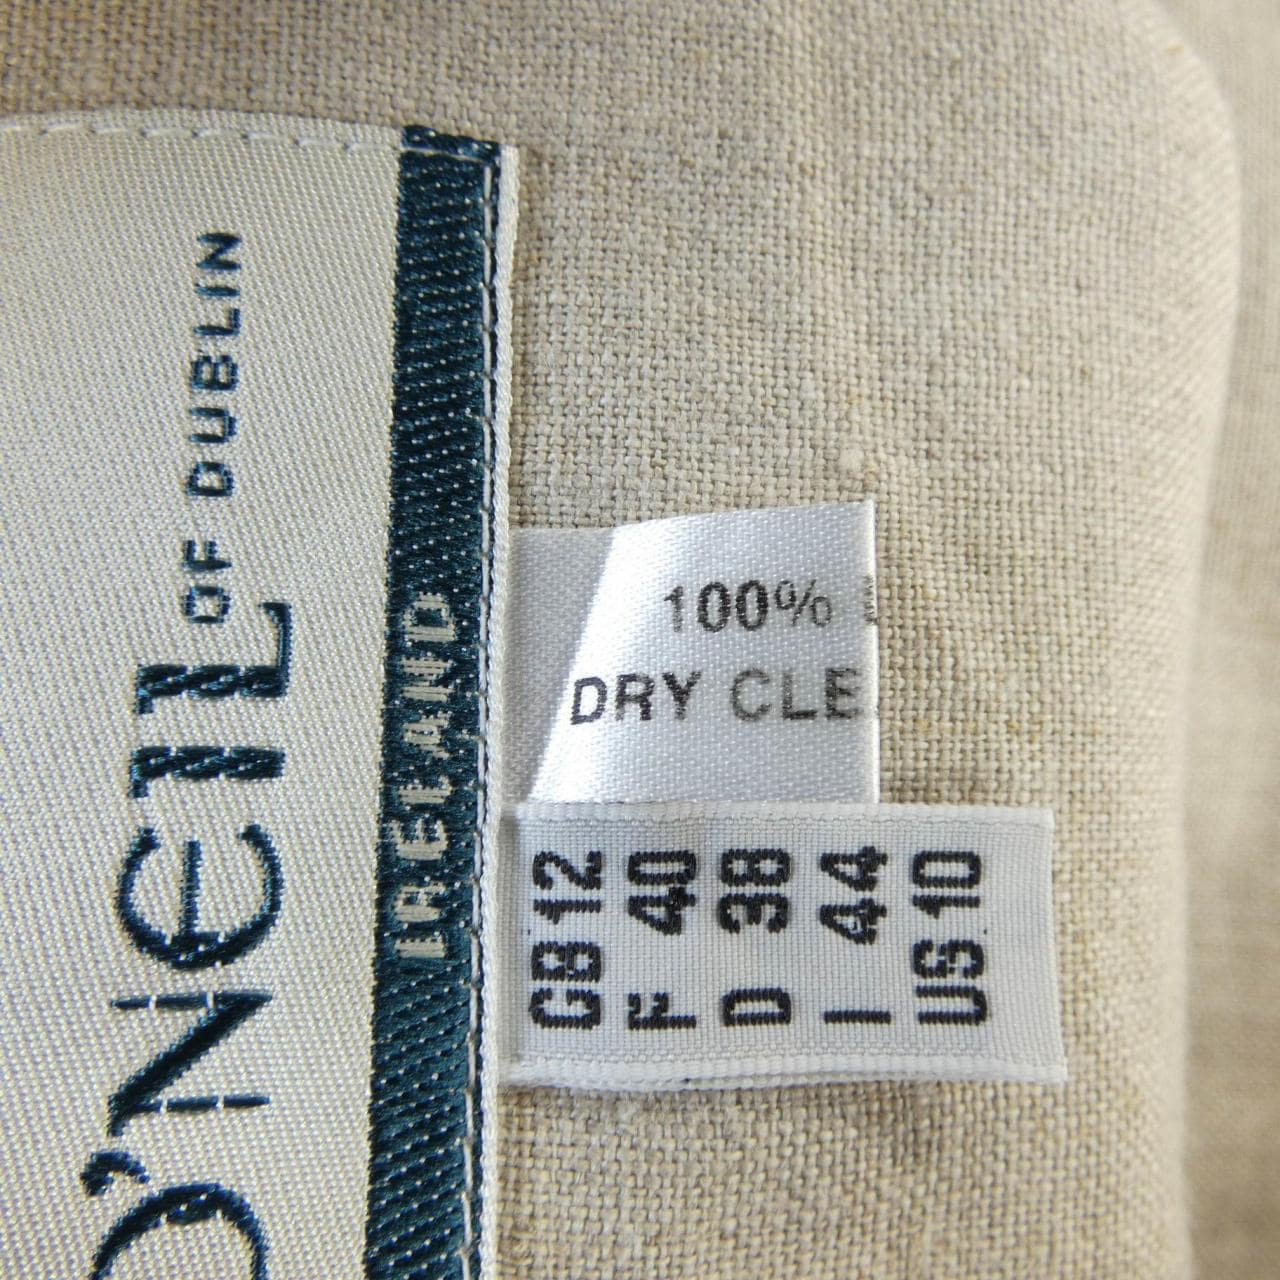 O'NEIL
OF DUBLIN
IRELAND
100%
DRY CLE
GB 12
F 40
D 38
I 44
US 10